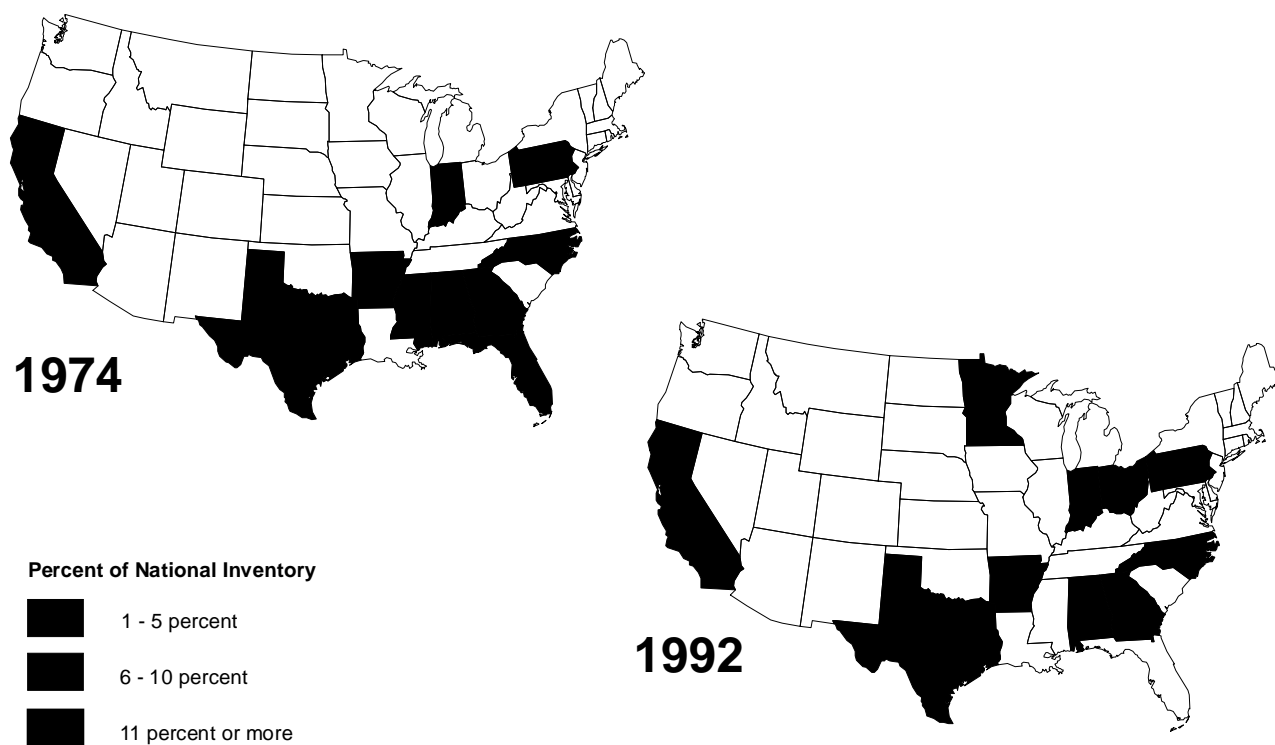 1974
1992
Percent of National Inventory
1 - 5 percent
6 - 10 percent
11 percent or more